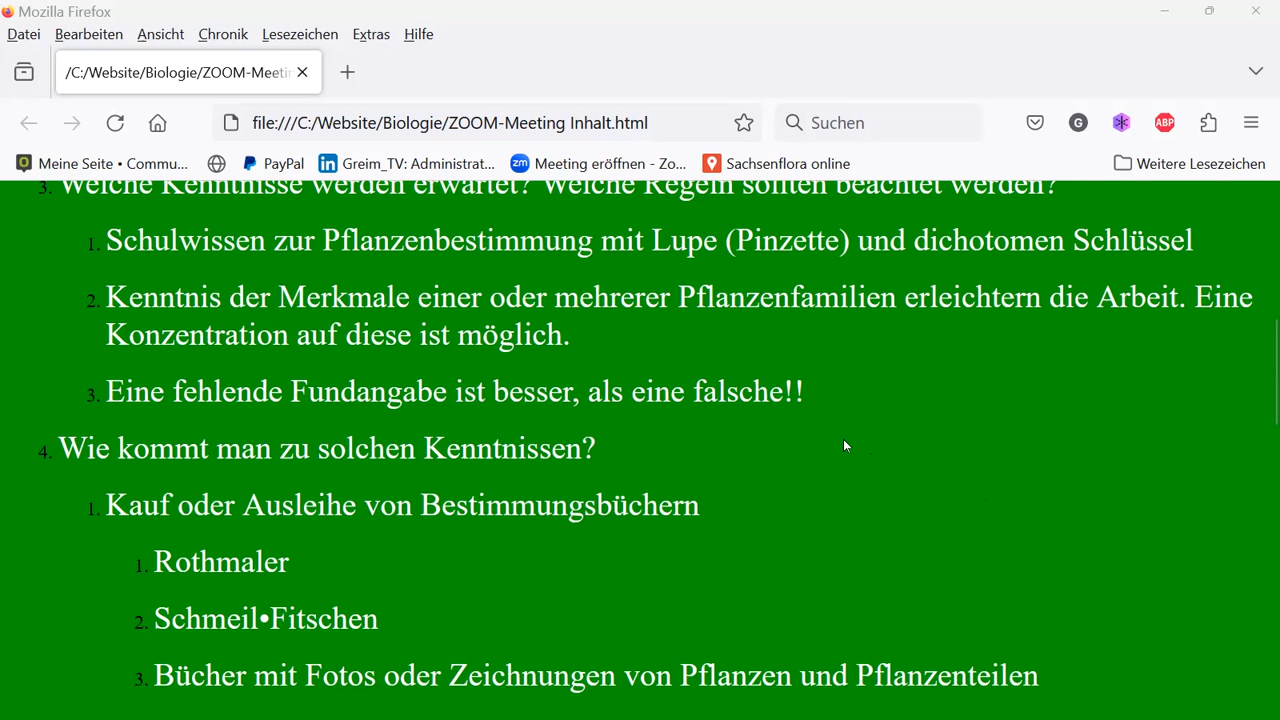 Mozilla Firefox
Datei Bearbeiten Ansicht Chronik Lesezeichen Extras Hilfe
/C:/Website/Biologie/ZOOM-Meeti
file:///C:/Website/Biologie/ZOOM-Meeting Inhalt.html Suchen G ABP
Meine Seite • Commu... PayPal in Greim_TV: Administrat... zm Meeting eröffnen - Zo... Sachsenflora online Weitere Lesezeichen
3. Welche Kenntnisse werden erwartet? Welche Regeln sollten beachtet werden?
1. Schulwissen zur Pflanzenbestimmung mit Lupe (Pinzette) und dichotomen Schlüssel
2. Kenntnis der Merkmale einer oder mehrerer Pflanzenfamilien erleichtern die Arbeit. Eine
Konzentration auf diese ist möglich.
3. Eine fehlende Fundangabe ist besser, als eine falsche!!
4. Wie kommt man zu solchen Kenntnissen?
1. Kauf oder Ausleihe von Bestimmungsbüchern
1. Rothmaler
2. Schmeil•Fitschen
3. Bücher mit Fotos oder Zeichnungen von Pflanzen und Pflanzenteilen